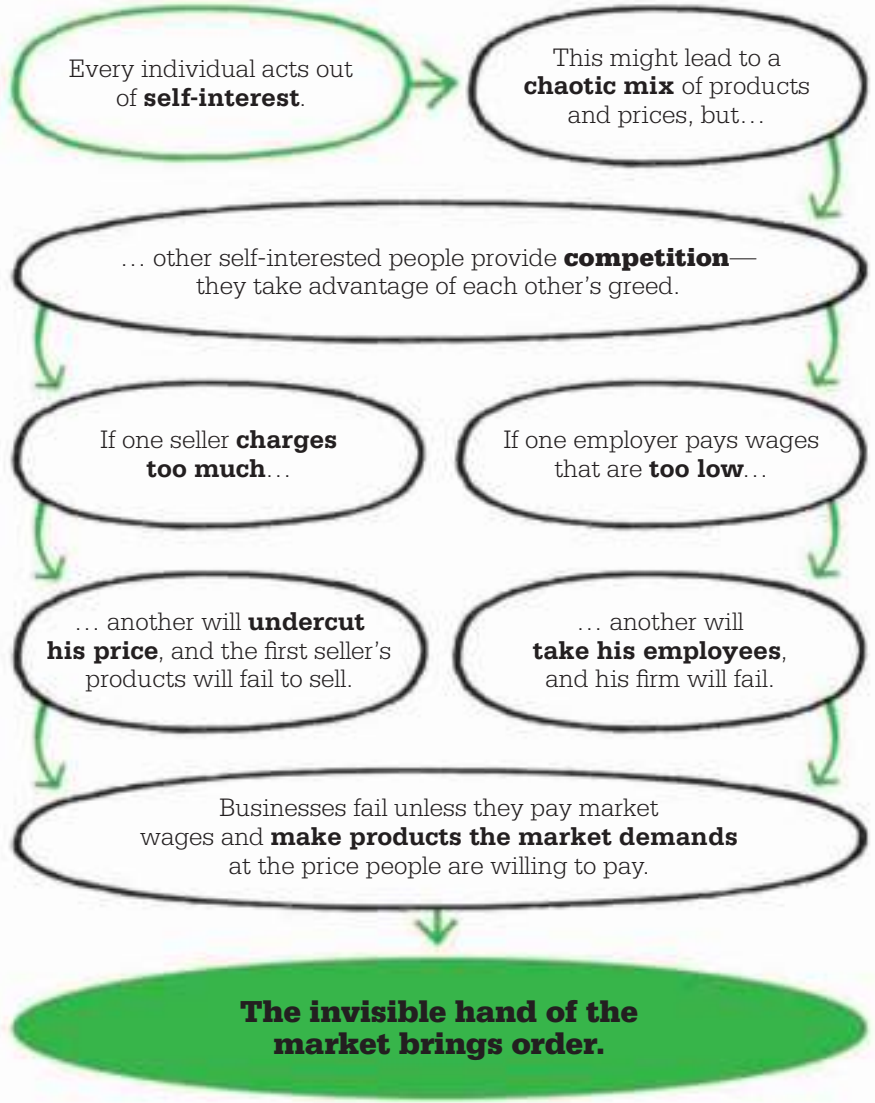 Every individual acts out
of self-interest.
This might lead to a
chaotic mix of products
and prices, but…
… other self-interested people provide competition—
they take advantage of each other’s greed.
If one seller charges
too much…
… another will undercut
his price, and the first seller’s
products will fail to sell.
If one employer pays wages
that are too low…
… another will
take his employees,
and his firm will fail.
Businesses fail unless they pay market
wages and make products the market demands
at the price people are willing to pay.
The invisible hand of the
market brings order.